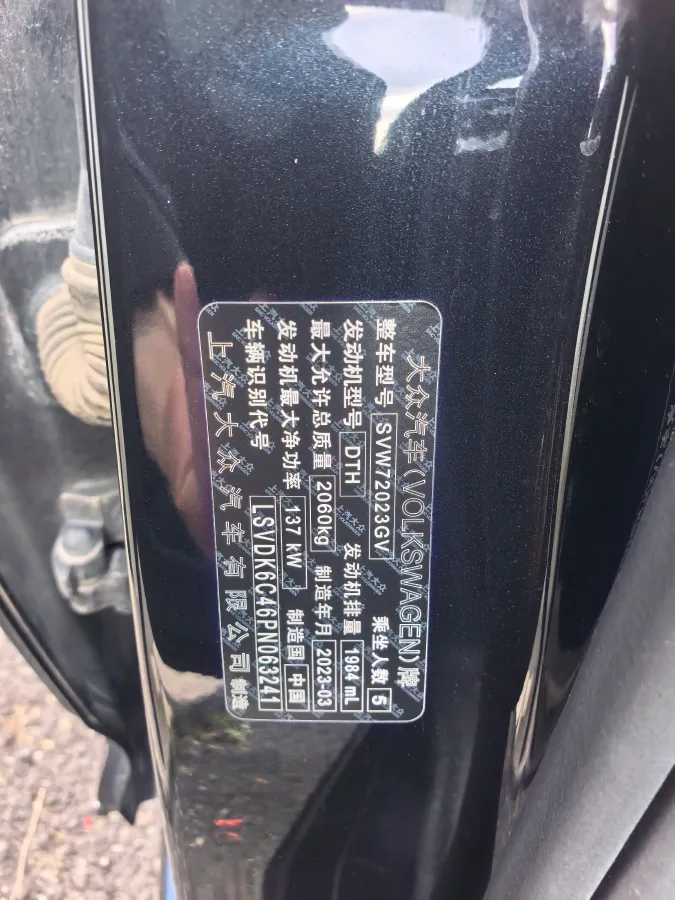 大众汽车(VOLKSWAGEN)牌
整车型号 SVW72023GV 乘坐人数 5
发动机型号 DTH 发动机排量 1984 mL
最大允许总质量 2060kg 制造年月 2023-03
发动机最大净功率 137 kW 制造国 中国
车辆识别代号 LSVDK6C46PN063241
上汽大众汽车有限公司 制造